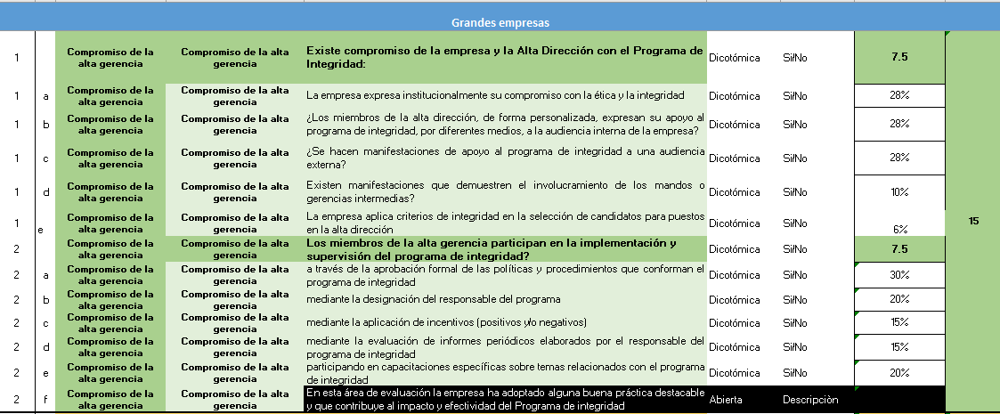 Grandes empresas
1 Compromiso de la alta gerencia Compromiso de la alta gerencia Existe compromiso de la empresa y la Alta Dirección con el Programa de Integridad: Dicotómica Si/No 7.5
1 a Compromiso de la alta gerencia Compromiso de la alta gerencia La empresa expresa institucionalmente su compromiso con la ética y la integridad Dicotómica Si/No 28%
1 b Compromiso de la alta gerencia Compromiso de la alta gerencia ¿Los miembros de la alta dirección, de forma personalizada, expresan su apoyo al programa de integridad, por diferentes medios, a la audiencia interna de la empresa? Dicotómica Si/No 28%
1 c Compromiso de la alta gerencia Compromiso de la alta gerencia ¿Se hacen manifestaciones de apoyo al programa de integridad a una audiencia externa? Dicotómica Si/No 28%
1 d Compromiso de la alta gerencia Compromiso de la alta gerencia Existen manifestaciones que demuestren el involucramiento de los mandos o gerencias intermedias? Dicotómica Si/No 10%
1 e Compromiso de la alta gerencia Compromiso de la alta gerencia La empresa aplica criterios de integridad en la selección de candidatos para puestos en la alta dirección Dicotómica Si/No 6%
15
2 Compromiso de la alta gerencia Compromiso de la alta gerencia Los miembros de la alta gerencia participan en la implementación y supervisión del programa de integridad? Dicotómica Si/No 7.5
2 a Compromiso de la alta gerencia Compromiso de la alta gerencia a través de la aprobación formal de las políticas y procedimientos que conforman el programa de integridad Dicotómica Si/No 30%
2 b Compromiso de la alta gerencia Compromiso de la alta gerencia mediante la designación del responsable del programa Dicotómica Si/No 20%
2 c Compromiso de la alta gerencia Compromiso de la alta gerencia mediante la aplicación de incentivos (positivos y/o negativos) Dicotómica Si/No 15%
2 d Compromiso de la alta gerencia Compromiso de la alta gerencia mediante la evaluación de informes periódicos elaborados por el responsable del programa de integridad Dicotómica Si/No 15%
2 e Compromiso de la alta gerencia Compromiso de la alta gerencia participando en capacitaciones específicas sobre temas relacionados con el programa de integridad Dicotómica Si/No 20%
2 f Compromiso de la alta gerencia Compromiso de la alta gerencia En esta área de evaluación la empresa ha adoptado alguna buena práctica destacable y que contribuye al impacto y efectividad del Programa de integridad Abierta Descripciòn